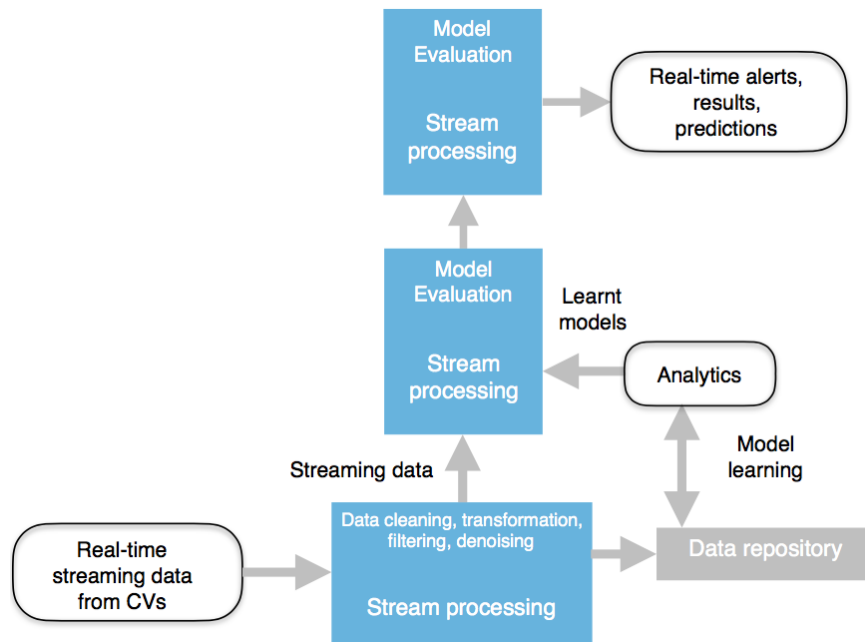 Model
Evaluation
Stream
processing
Real-time alerts,
results,
predictions
Model
Evaluation
Stream
processing
Learnt
models
Analytics
Model
learning
Streaming data
Data cleaning, transformation,
filtering, denoising
Stream processing
Real-time
streaming data
from CVs
Data repository